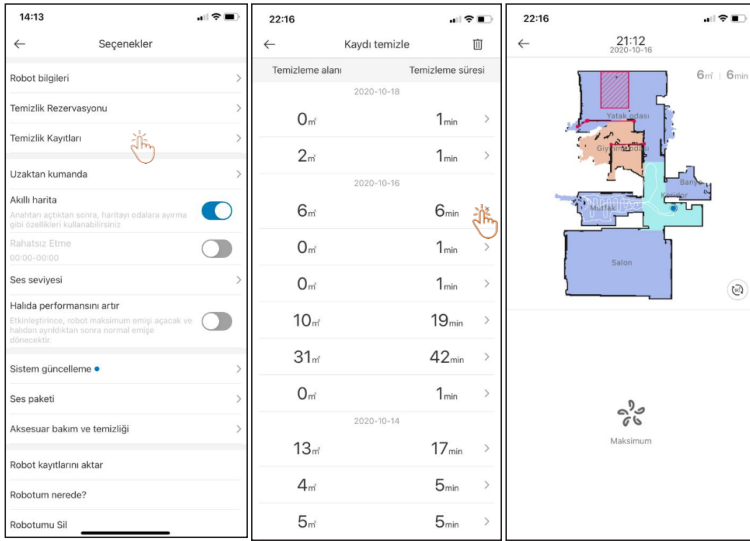 14:13
Seçenekler
Robot bilgileri
Temizlik Rezervasyonu
Temizlik Kayıtları
Uzaktan kumanda
Akıllı harita
Anahtarı açtıktan sonra, haritayı odalara ayırma
gibi özellikleri kullanabilirsiniz
Rahatsız Etme
00:00-00:00
Ses seviyesi
Halıda performansını artır
Etkinleştirince, robot maksimum emişi açacak ve
halıdan ayrıldıktan sonra normal emişe
dönecektir.
Sistem güncelleme
Ses paketi
Aksesuar bakım ve temizliği
Robot kayıtlarını aktar
Robotum nerede?
Robotumu Sil
22:16
Kaydı temizle
Temizleme alanı Temizleme süresi
2020-10-18
0㎡ 1min
2㎡ 1min
2020-10-16
6㎡ 6min
0㎡ 1min
0㎡ 1min
10㎡ 19min
31㎡ 42min
0㎡ 1min
2020-10-14
13㎡ 17min
4㎡ 5min
5㎡ 5min
22:16
21:12
2020-10-16
6㎡ 6min
Yatak odası
Giyinme odası
Banyo
Koridor
Mutfak
Salon
Maksimum